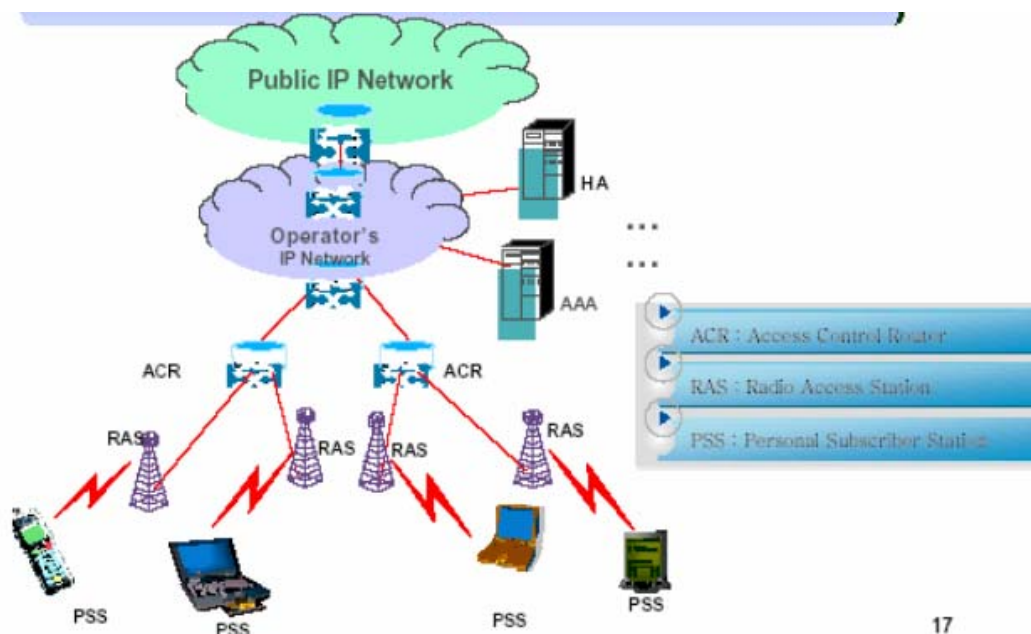 Public IP Network
HA
Operator's
IP Network
...
...
AAA
ACR
ACR
ACR : Access Control Router
RAS : Radio Access Station
PSS : Personal Subscriber Station
RAS
RAS
RAS
RAS
PSS
PSS
PSS
PSS
17